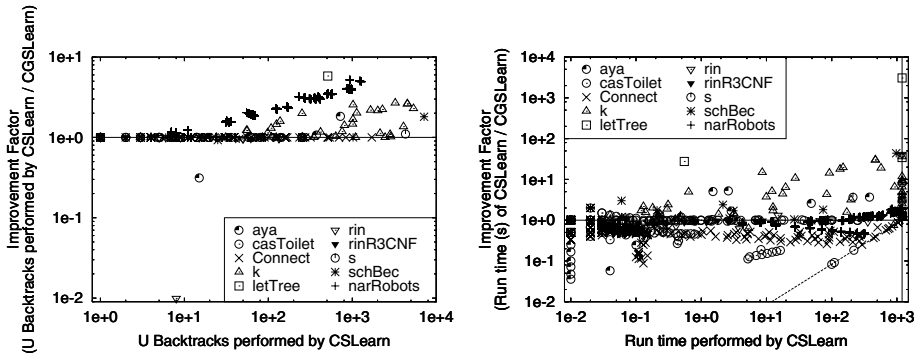 Improvement Factor
(U Backtracks performed by CSLearn / CGSLearn)
1e+1
1e+0
1e-1
1e-2
1e+0 1e+1 1e+2 1e+3 1e+4
U Backtracks performed by CSLearn
aya
casToilet
Connect
k
letTree
rin
rinR3CNF
s
schBec
narRobots
Improvement Factor
(Run time (s) of CSLearn / CGSLearn)
1e+4
1e+3
1e+2
1e+1
1e+0
1e-1
1e-2
1e-2 1e-1 1e+0 1e+1 1e+2 1e+3
Run time performed by CSLearn
aya
casToilet
Connect
k
letTree
rin
rinR3CNF
s
schBec
narRobots